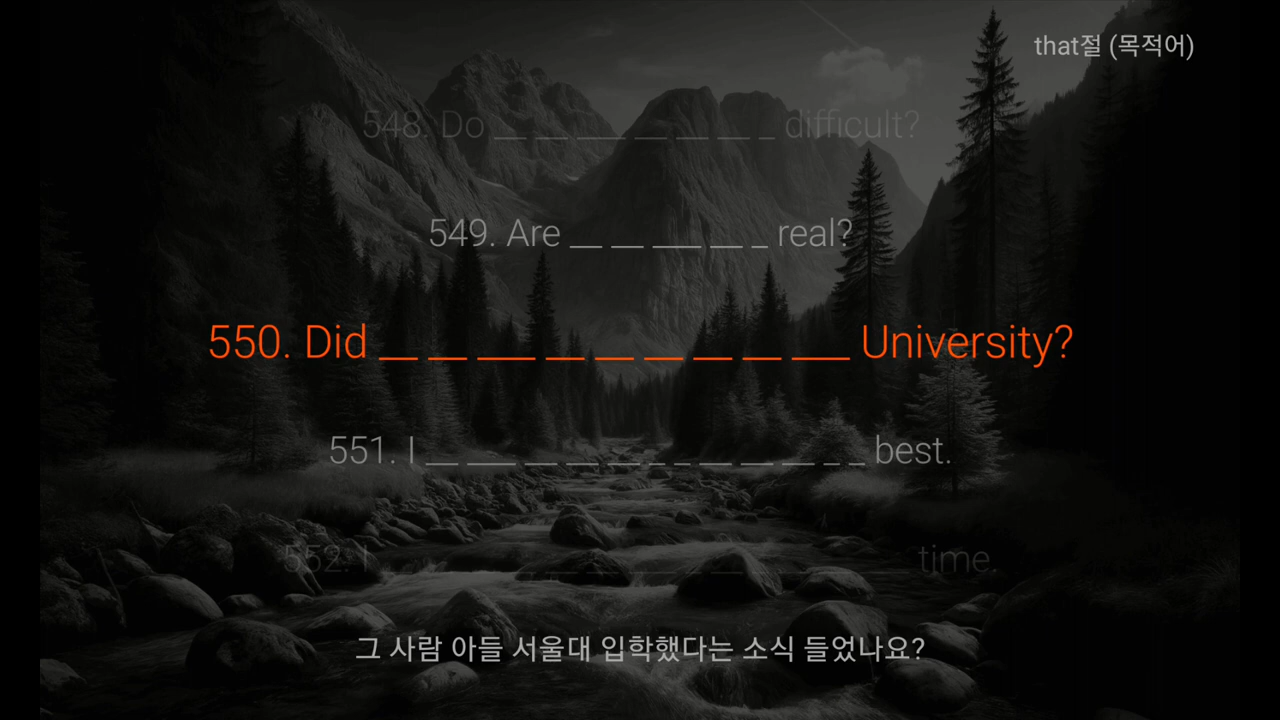 that절 (목적어)
548. Do __ __ ___ __ __ __ _ difficult?
549. Are __ __ ___ __ _ real?
550. Did __ __ ___ __ __ __ __ __ ___ University?
551. I __ ___ __ __ __ _ _ __ __ __ _ _ best.
552. I time.
그 사람 아들 서울대 입학했다는 소식 들었나요?